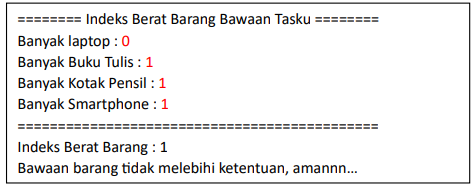 ======== Indeks Berat Barang Bawaan Tasku ========
Banyak laptop : 0
Banyak Buku Tulis : 1
Banyak Kotak Pensil : 1
Banyak Smartphone : 1
=============================================
Indeks Berat Barang : 1
Bawaan barang tidak melebihi ketentuan, amannn...